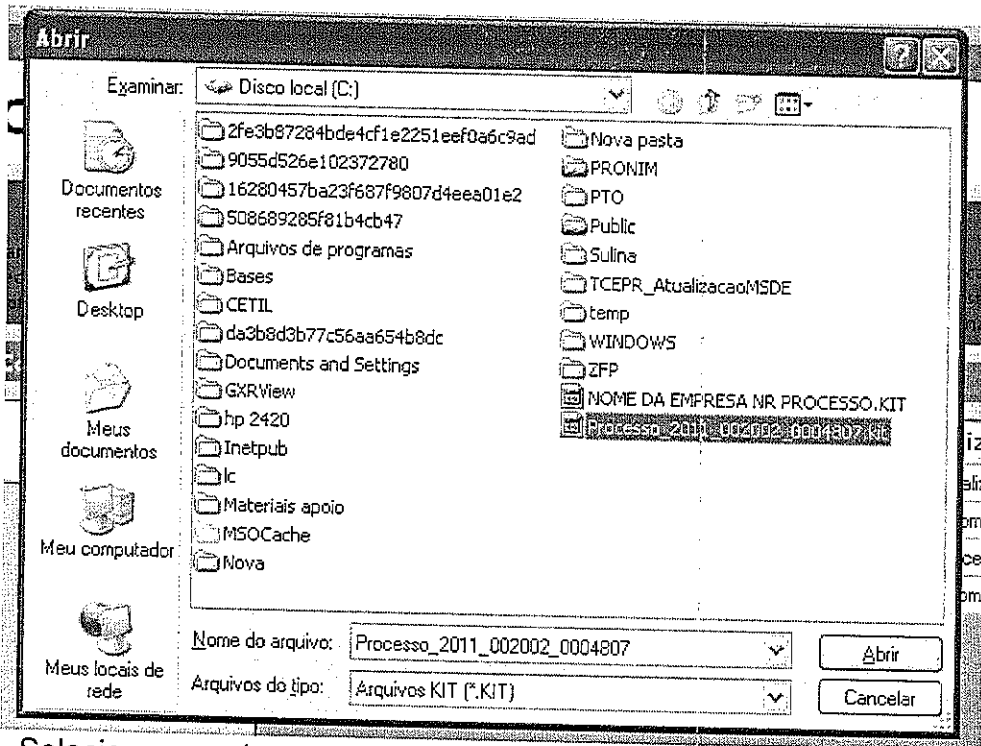 Abrir
Examinar:
Disco local (C:)
Documentos
recentes
Desktop
Meus
documentos
Meu computador
Meus locais de
rede
2fe3b87284bde4cf1e2251eef0a6c9ad
9055d526e102372780
16280457ba23f687f9807d4eea01e2
508689285f81b4cb47
Arquivos de programas
Bases
CETIL
da3b8d3b77c56aa654b8dc
Documents and Settings
GXRView
hp 2420
Inetpub
lc
Materiais apoio
MSOCache
Nova
Nova pasta
PRONIM
PTO
Public
Sulina
TCEPR_AtualizacaoMSDE
temp
WINDOWS
ZFP
NOME DA EMPRESA NR PROCESSO.KIT
Processo_2011_002002_0004807.kit
Nome do arquivo:
Processo_2011_002002_0004807
Abrir
Arquivos do tipo:
Arquivos KIT (*.KIT)
Cancelar